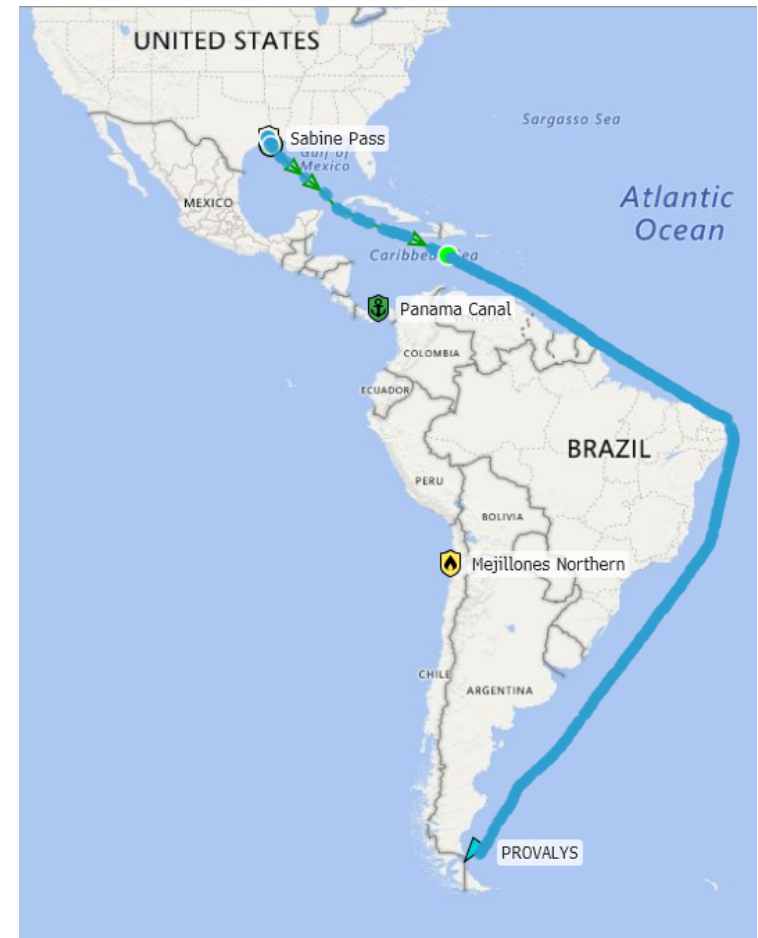 UNITED STATES
Sargasso Sea
Sabine Pass
Gulf of
Mexico
MEXICO
Atlantic
Ocean
Caribbean Sea
Panama Canal
VENEZUELA
COLOMBIA
ECUADOR
BRAZIL
PERU
BOLIVIA
Mejillones Northern
CHILE
ARGENTINA
PROVALYS